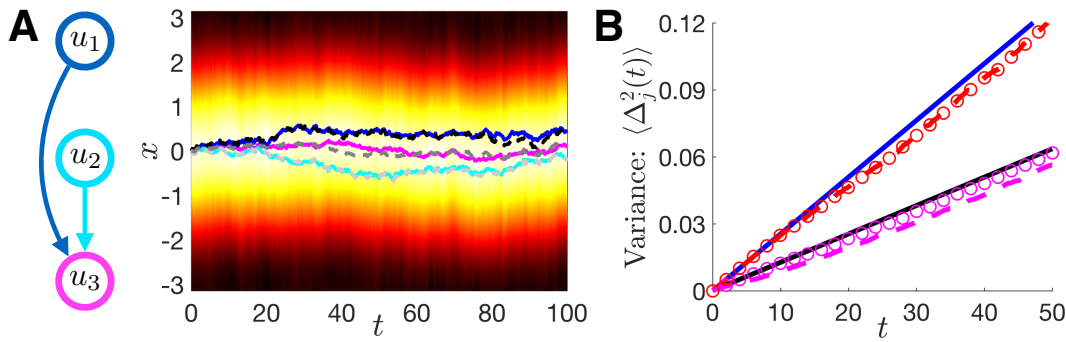 A
u₁
u₂
u₃
x
3
2
1
0
-1
-2
-3
0 20 40 60 80 100
t
B
Variance: ⟨Δ²ⱼ(t)⟩
0.12
0.09
0.06
0.03
0
0 10 20 30 40 50
t